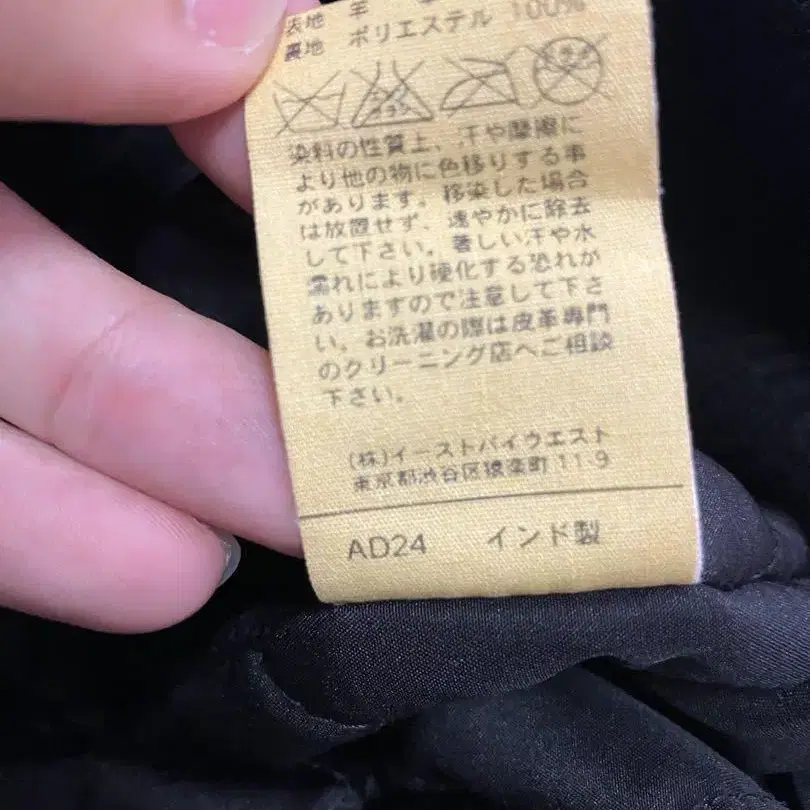 表地 羊
裏地 ポリエステル 100%
染料の性質上、汗や摩擦に
より他の物に色移りする事
があります。移染した場合
は放置せず、速やかに除去
して下さい。著しい汗や水
濡れにより硬化する恐れが
ありますので注意して下さ
い。お洗濯の際は皮革専門
のクリーニング店へご相談
下さい。
(株)イーストバイウエスト
東京都渋谷区猿楽町 11-9
AD24 インド製